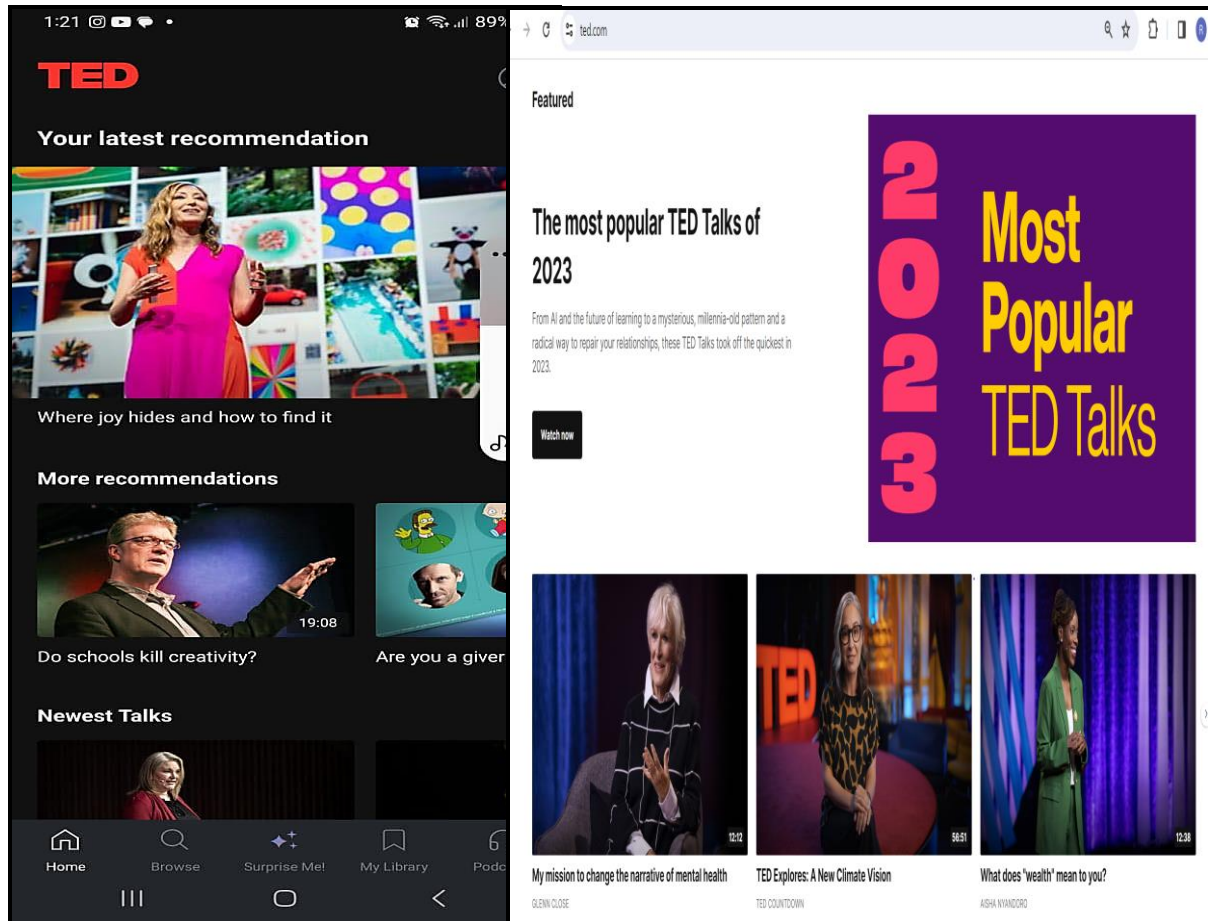 1:21
89%
TED
Your latest recommendation
Where joy hides and how to find it
More recommendations
19:08
Do schools kill creativity?
Are you a giver
Newest Talks
Home
Browse
Surprise Me!
My Library
Podc
ted.com
R
Featured
The most popular TED Talks of
2023
From AI and the future of learning to a mysterious, millennia-old pattern and a
radical way to repair your relationships, these TED Talks took off the quickest in
2023.
Watch now
2023
Most
Popular
TED Talks
12:12
My mission to change the narrative of mental health
GLENN CLOSE
TED
56:51
TED Explores: A New Climate Vision
TED COUNTDOWN
12:38
What does "wealth" mean to you?
AISHA NYANDORO